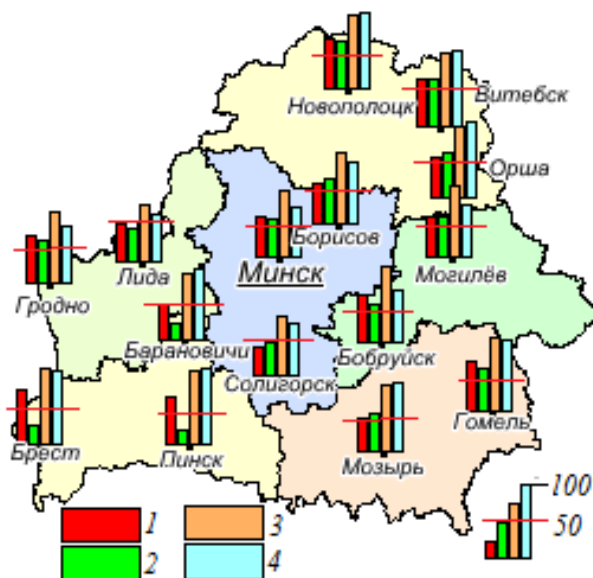 Новополоцк
Витебск
Орша
Борисов
Минск
Могилёв
Лида
Гродно
Барановичи
Солигорск
Бобруйск
Гомель
Брест
Пинск
Мозырь
1
3
2
4
100
50